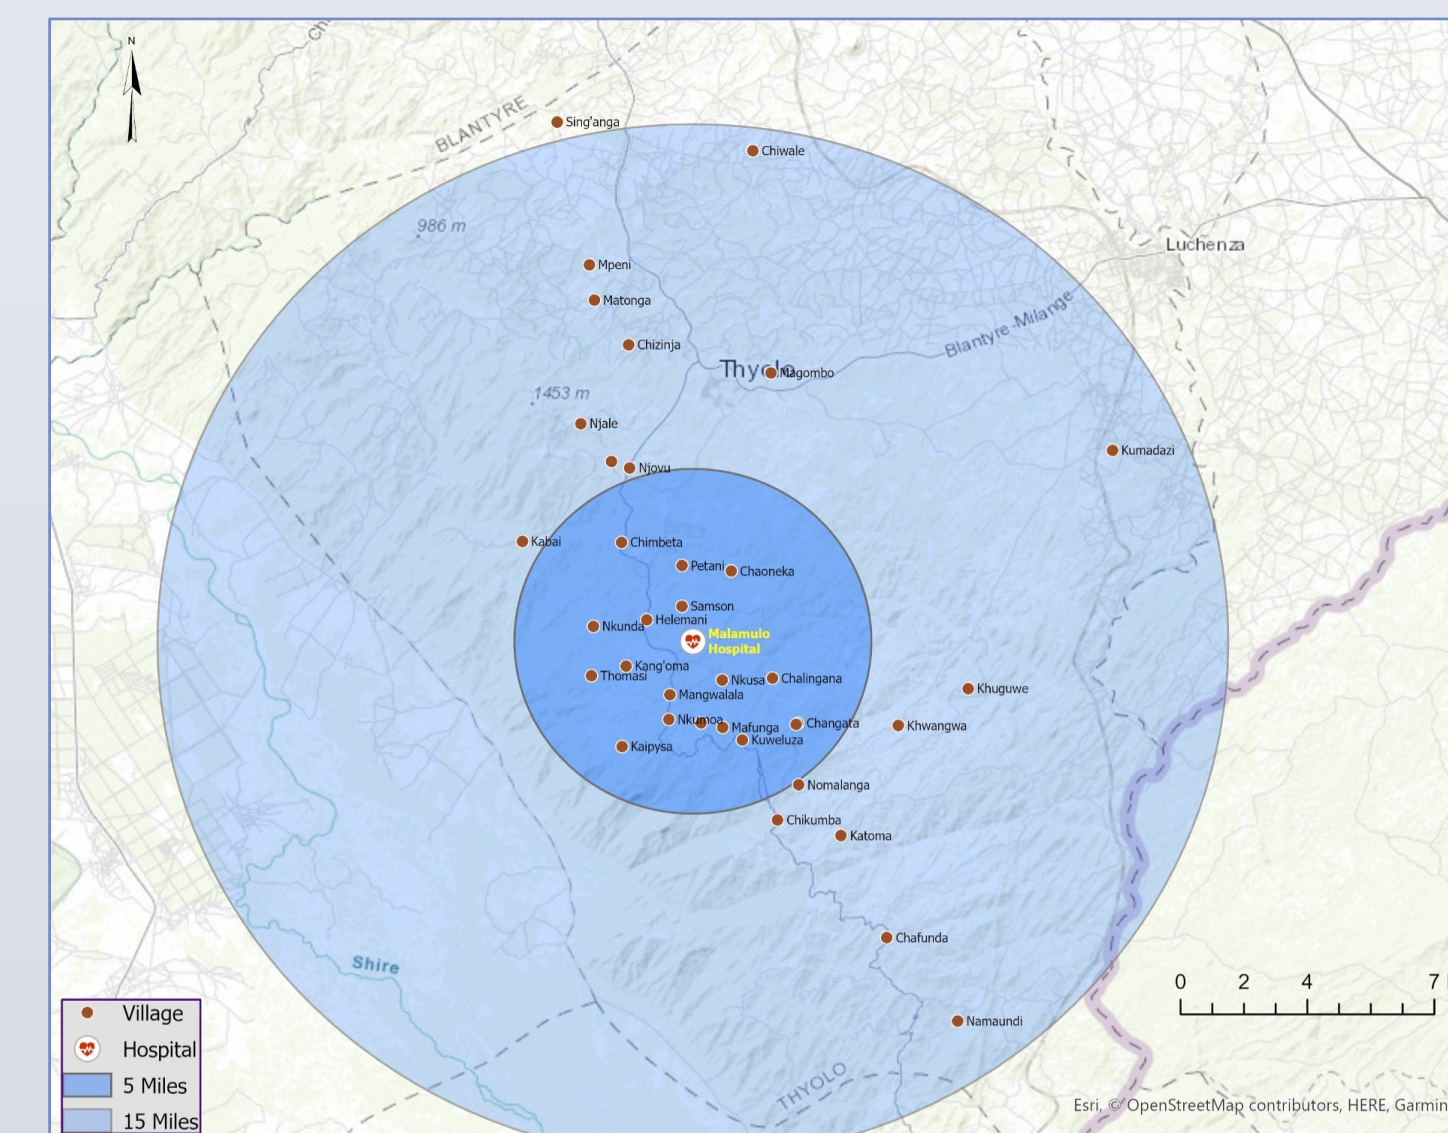 N
Ch
BLANTYRE
Sing'anga
Chiwale
986 m
Luchenza
Mpeni
Matonga
Blantyre-Milange
Chizinja
Thyolo
Magombo
1453 m
Njale
Kumadazi
Njovu
Kabai
Chimbeta
Petani
Chaoneka
Samson
Helemani
Nkunda
Malamulo
Hospital
Kang'oma
Thomasi
Nkusa
Chalingana
Khuguwe
Mangwalala
Nkumoa
Mafunga
Changata
Khwangwa
Kuweluza
Kaipysa
Nomalanga
Chikumba
Katoma
Chafunda
Shire
0 2 4 7
Namaundi
THYOLO
Village
Hospital
5 Miles
15 Miles
Esri, © OpenStreetMap contributors, HERE, Garmin